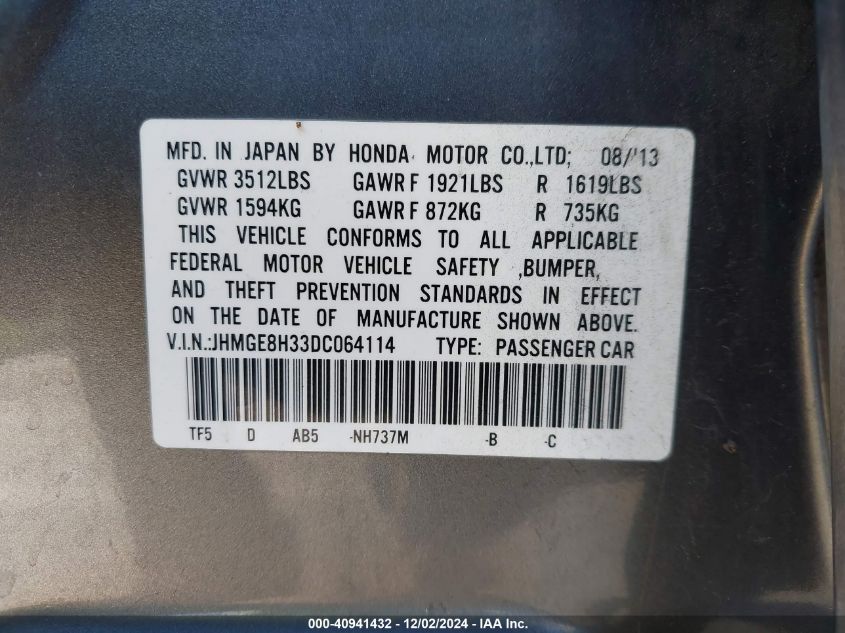 MFD. IN JAPAN BY HONDA MOTOR CO.,LTD; 08/'13
GVWR 3512LBS GAWR F 1921LBS R 1619LBS
GVWR 1594KG GAWR F 872KG R 735KG
THIS VEHICLE CONFORMS TO ALL APPLICABLE
FEDERAL MOTOR VEHICLE SAFETY ,BUMPER,
AND THEFT PREVENTION STANDARDS IN EFFECT
ON THE DATE OF MANUFACTURE SHOWN ABOVE.
V.I.N.:JHMGE8H33DC064114 TYPE: PASSENGER CAR
TF5 D AB5 -NH737M -B -C
000-40941432 - 12/02/2024 - IAA Inc.